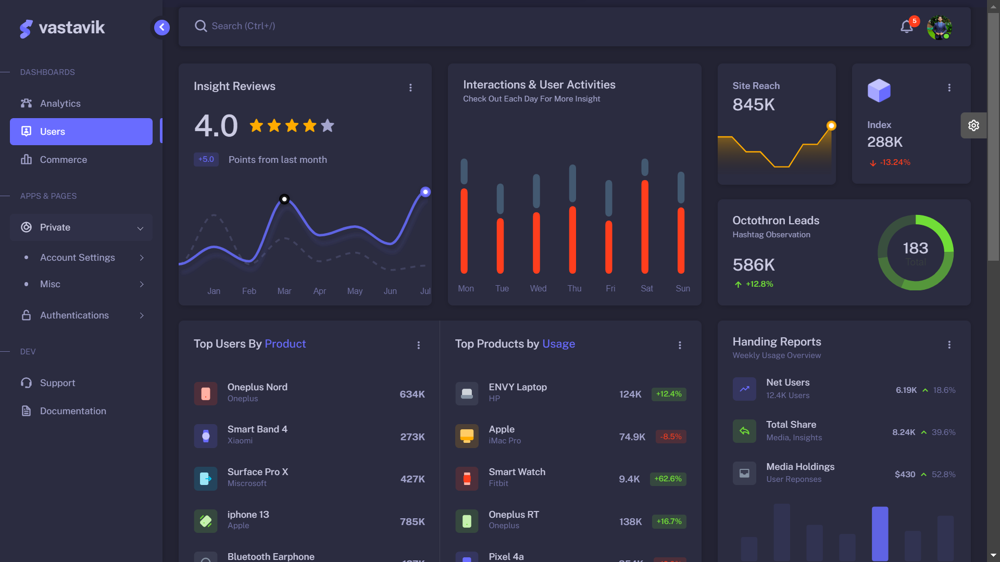 vastavik
Search (Ctrl+/)
5
DASHBOARDS
Analytics
Users
Commerce
APPS & PAGES
Private
Account Settings
Misc
Authentications
DEV
Support
Documentation
Insight Reviews
4.0
+5.0 Points from last month
Jan Feb Mar Apr May Jun Jul
Interactions & User Activities
Check Out Each Day For More Insight
Mon Tue Wed Thu Fri Sat Sun
Site Reach
845K
Index
288K
-13.24%
Octothron Leads
Hashtag Observation
586K
+12.8%
183
Total
Top Users By Product
Oneplus Nord
Oneplus
634K
Smart Band 4
Xiaomi
273K
Surface Pro X
Miscrosoft
427K
iphone 13
Apple
785K
Bluetooth Earphone
Top Products by Usage
ENVY Laptop
HP
124K +12.4%
Apple
iMac Pro
74.9K -8.5%
Smart Watch
Fitbit
9.4K +62.6%
Oneplus RT
Oneplus
138K +16.7%
Pixel 4a
Handing Reports
Weekly Usage Overview
Net Users
12.4K Users
6.19K 18.6%
Total Share
Media, Insights
8.24K 39.6%
Media Holdings
User Reponses
$430 52.8%